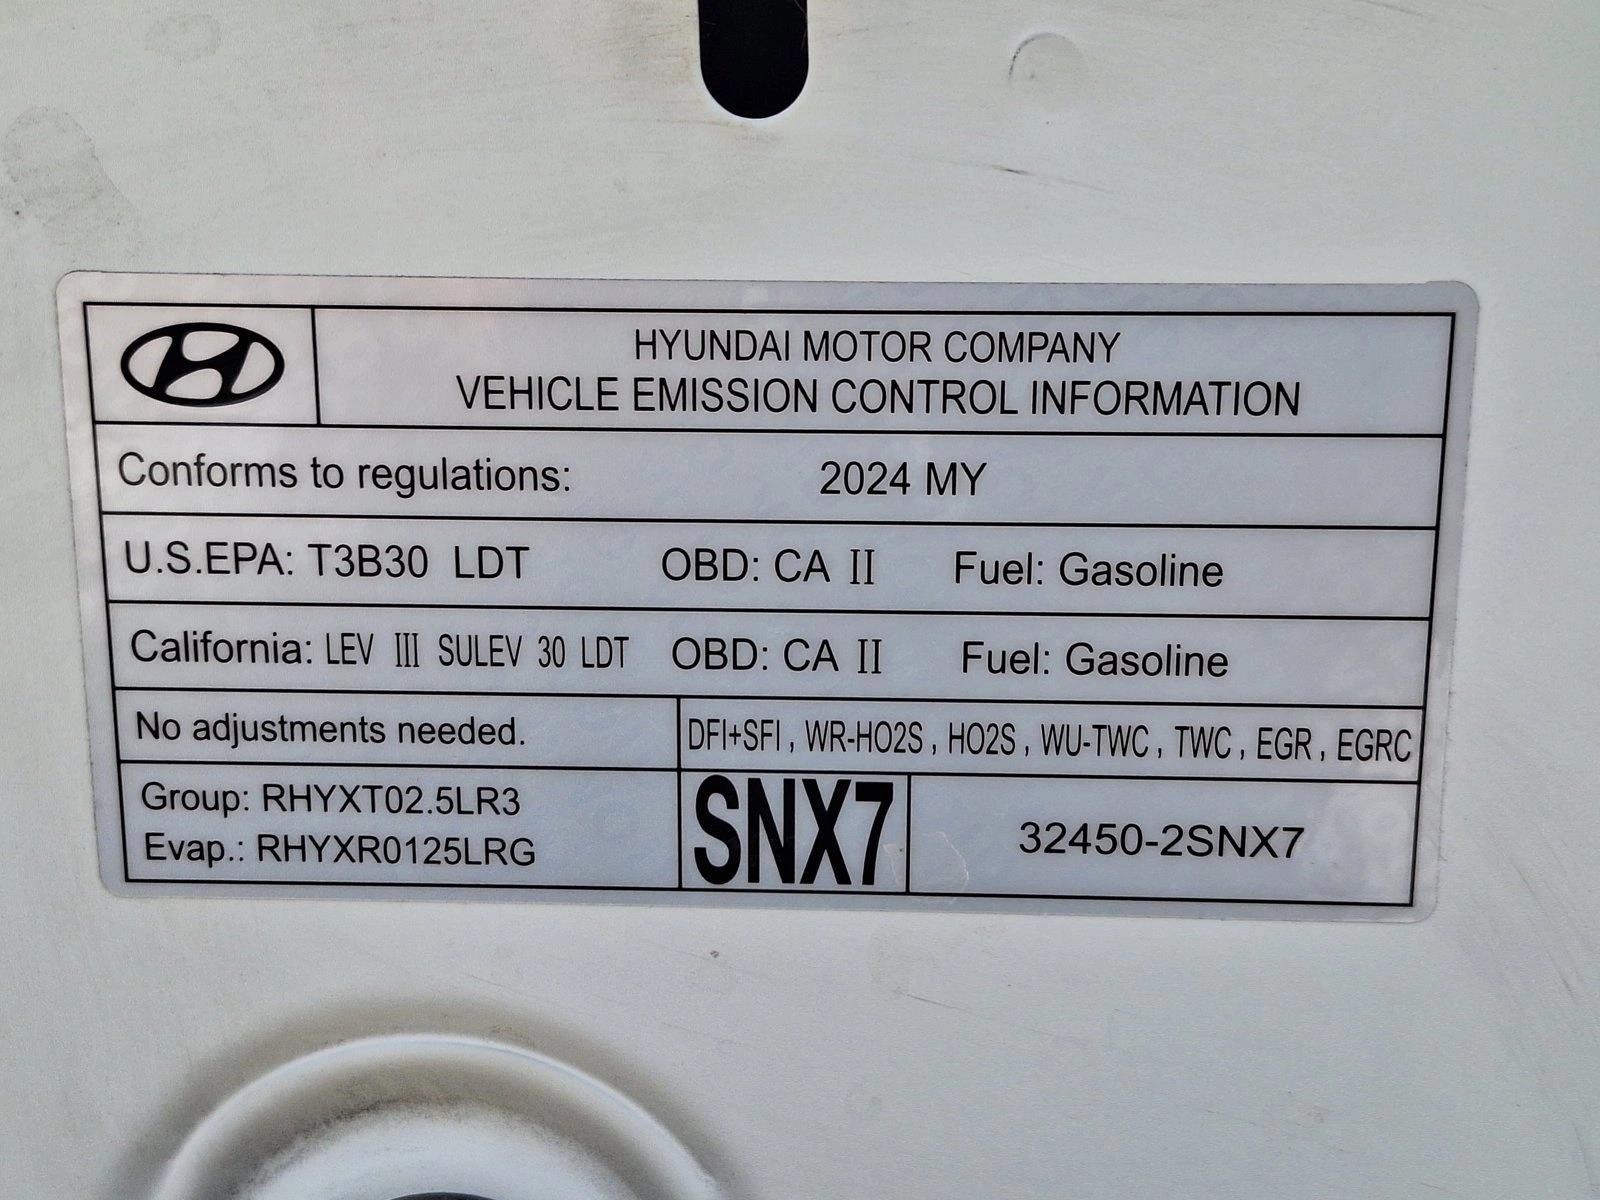 HYUNDAI MOTOR COMPANY
VEHICLE EMISSION CONTROL INFORMATION
Conforms to regulations: 2024 MY
U.S.EPA: T3B30 LDT OBD: CA II Fuel: Gasoline
California: LEV III SULEV 30 LDT OBD: CA II Fuel: Gasoline
No adjustments needed. DFI+SFI , WR-HO2S , HO2S , WU-TWC , TWC , EGR , EGRC
Group: RHYXT02.5LR3
Evap.: RHYXR0125LRG
SNX7
32450-2SNX7